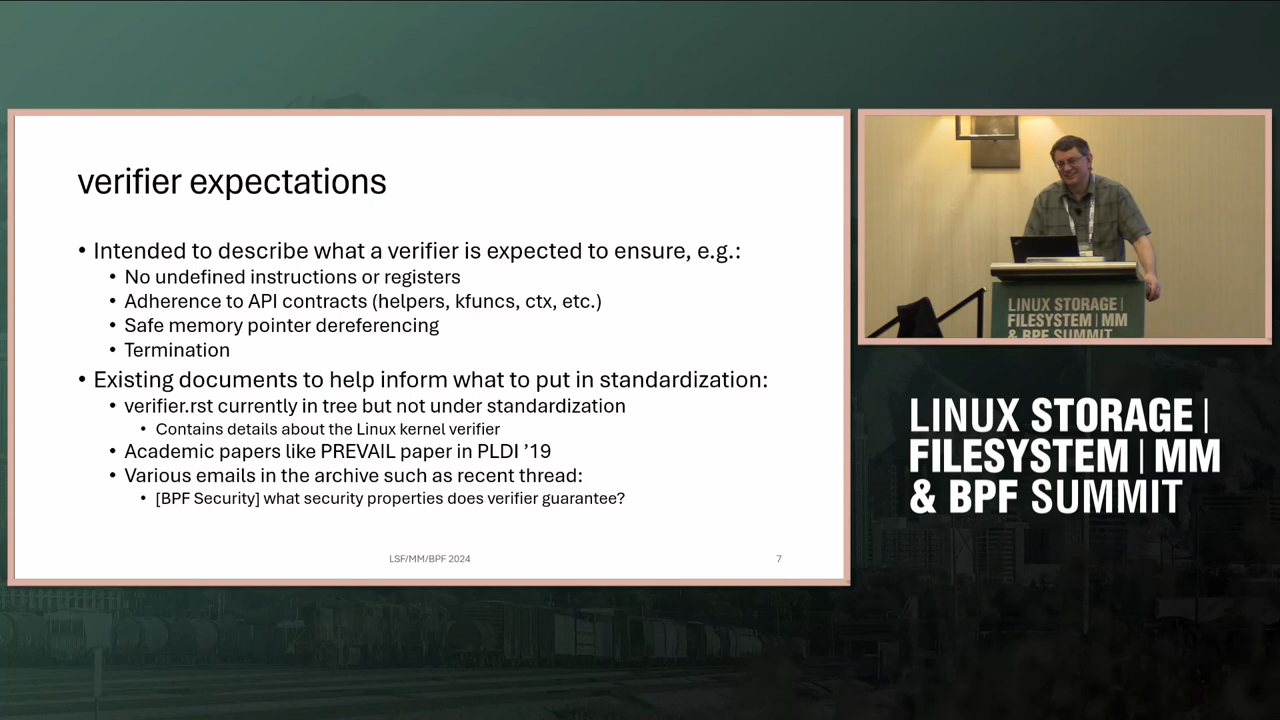 verifier expectations
• Intended to describe what a verifier is expected to ensure, e.g.:
• No undefined instructions or registers
• Adherence to API contracts (helpers, kfuncs, ctx, etc.)
• Safe memory pointer dereferencing
• Termination
• Existing documents to help inform what to put in standardization:
• verifier.rst currently in tree but not under standardization
• Contains details about the Linux kernel verifier
• Academic papers like PREVAIL paper in PLDI ’19
• Various emails in the archive such as recent thread:
• [BPF Security] what security properties does verifier guarantee?
LSF/MM/BPF 2024
7
LINUX STORAGE |
FILESYSTEM | MM
& BPF SUMMIT
LINUX STORAGE |
FILESYSTEM | MM
& BPF SUMMIT